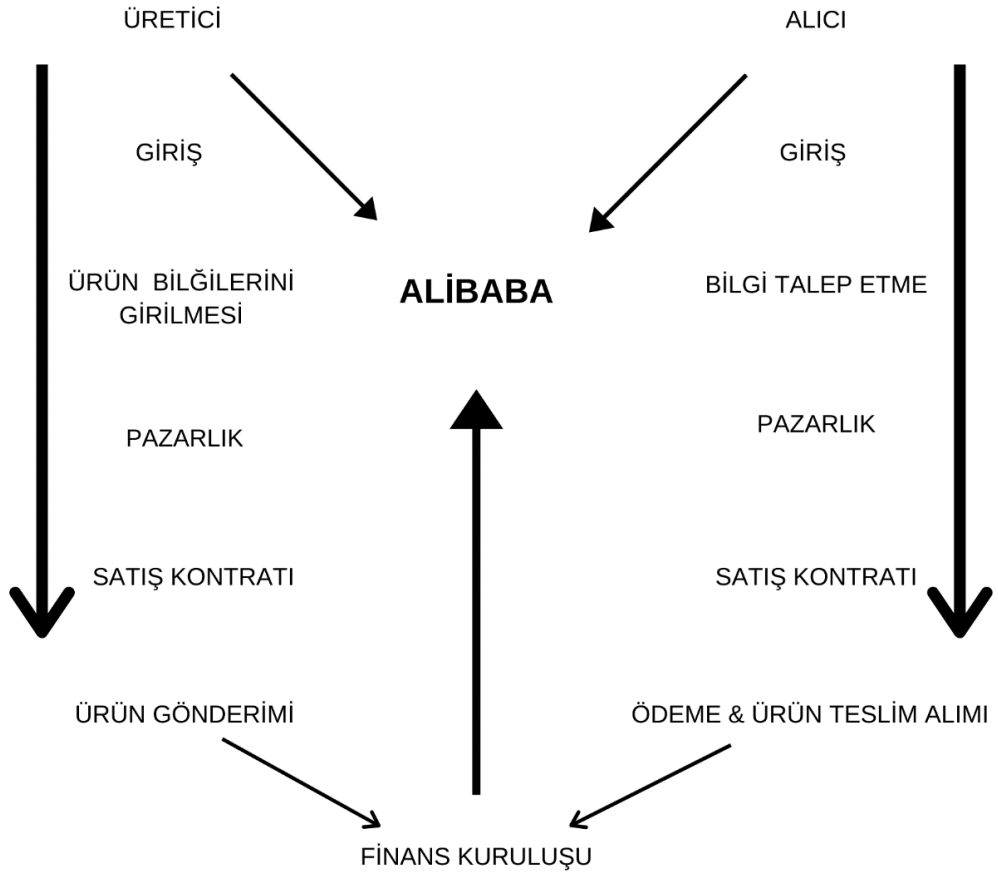 ÜRETİCİ
ALICI
GİRİŞ
GİRİŞ
ÜRÜN BİLĞİLERİNİ
GİRİLMESİ
ALİBABA
BİLGİ TALEP ETME
PAZARLIK
PAZARLIK
SATIŞ KONTRATI
SATIŞ KONTRATI
ÜRÜN GÖNDERİMİ
ÖDEME & ÜRÜN TESLİM ALIMI
FİNANS KURULUŞU